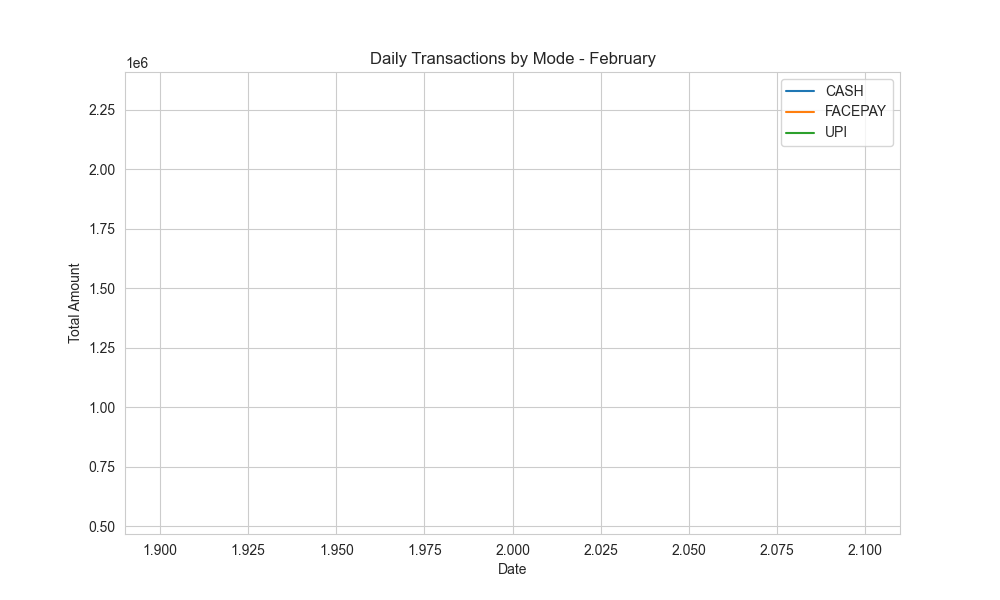 Daily Transactions by Mode - February
1e6
CASH
FACEPAY
UPI
2.25
2.00
1.75
1.50
1.25
1.00
0.75
0.50
Total Amount
1.900 1.925 1.950 1.975 2.000 2.025 2.050 2.075 2.100
Date